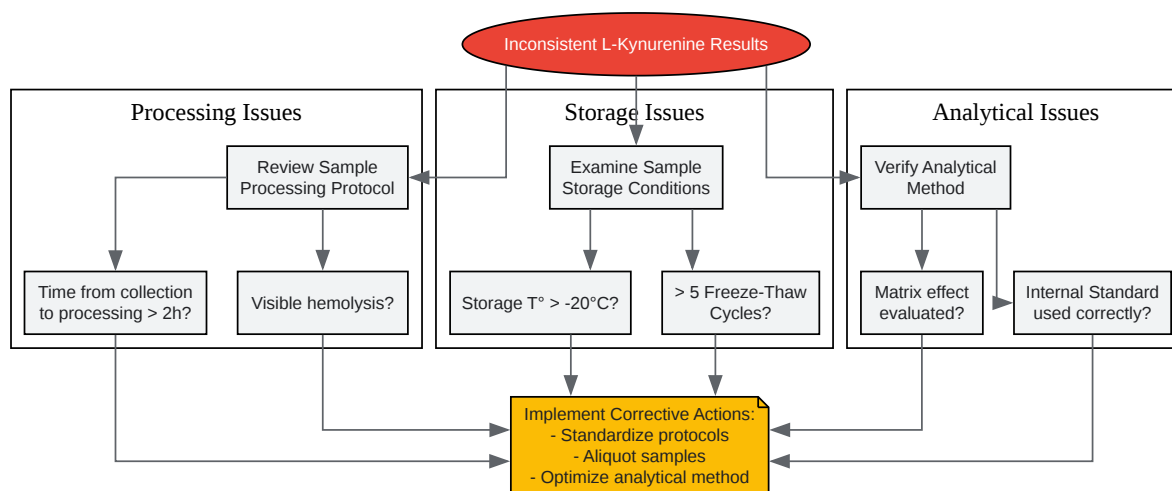 Inconsistent L-Kynurenine Results
Processing Issues
Storage Issues
Analytical Issues
Review Sample
Processing Protocol
Examine Sample
Storage Conditions
Verify Analytical
Method
Time from collection
to processing > 2h?
Visible hemolysis?
Storage T° > -20°C?
> 5 Freeze-Thaw
Cycles?
Matrix effect
evaluated?
Internal Standard
used correctly?
Implement Corrective Actions:
- Standardize protocols
- Aliquot samples
- Optimize analytical method